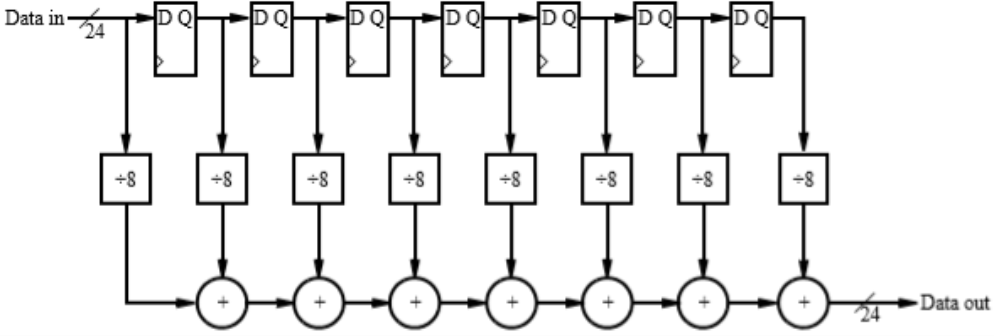 Data in 24 D Q D Q D Q D Q D Q D Q D Q
÷8 ÷8 ÷8 ÷8 ÷8 ÷8 ÷8 ÷8
+ + + + + + + 24 Data out